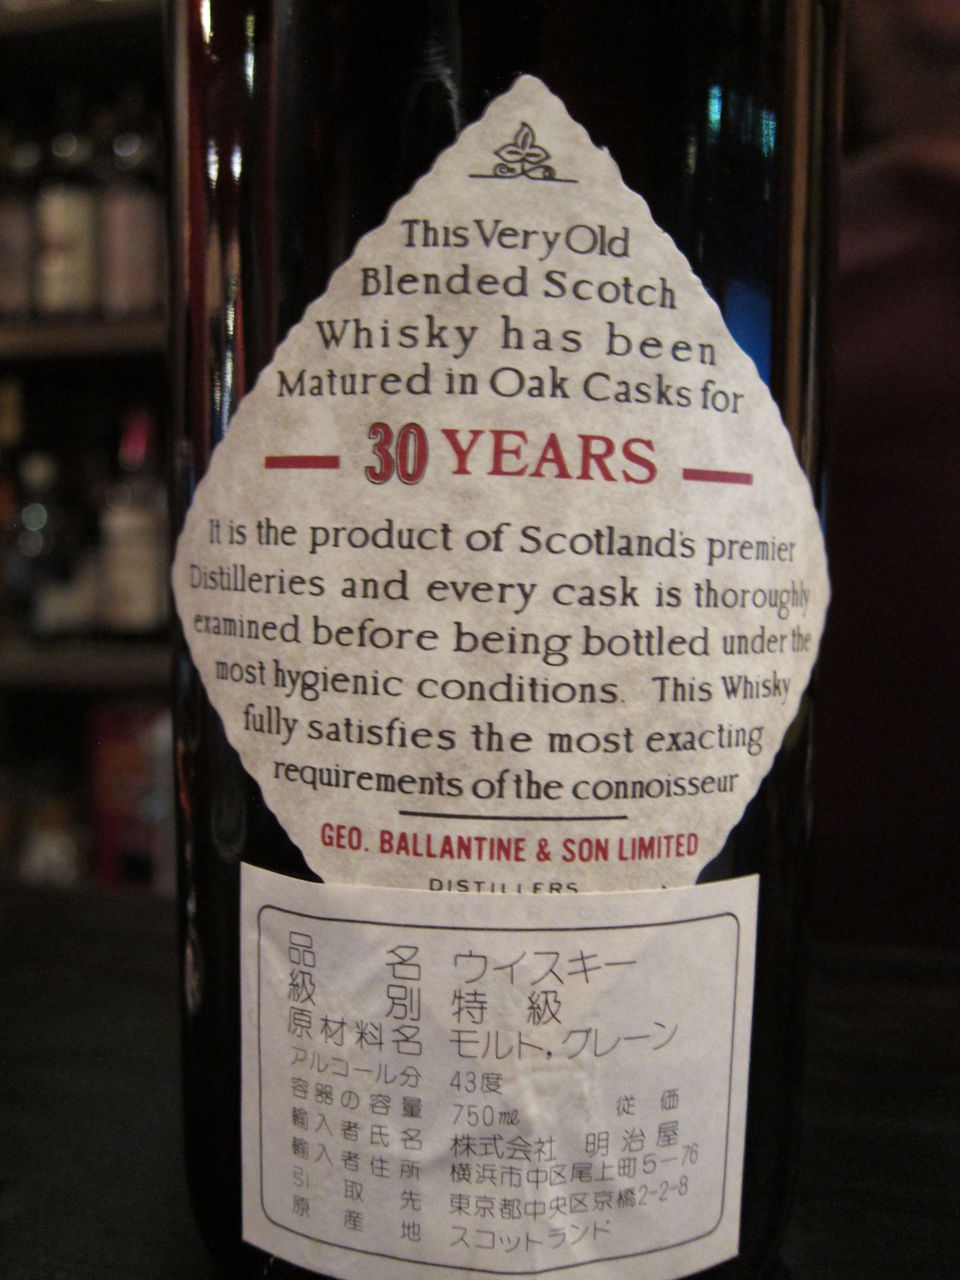 This Very Old
Blended Scotch
Whisky has been
Matured in Oak Casks for
30 YEARS
It is the product of Scotland's premier
Distilleries and every cask is thoroughly
examined before being bottled under the
most hygienic conditions. This Whisky
fully satisfies the most exacting
requirements of the connoisseur
GEO. BALLANTINE & SON LIMITED
DISTILLERS
品名 ウイスキー
級別 特級
原材料名 モルト,グレーン
アルコール分 43度
容器の容量 750mℓ 従価
輸入者氏名 株式会社 明治屋
輸入者住所 横浜市中区尾上町5-76
引取先 東京都中央区京橋2-2-8
原産地 スコットランド